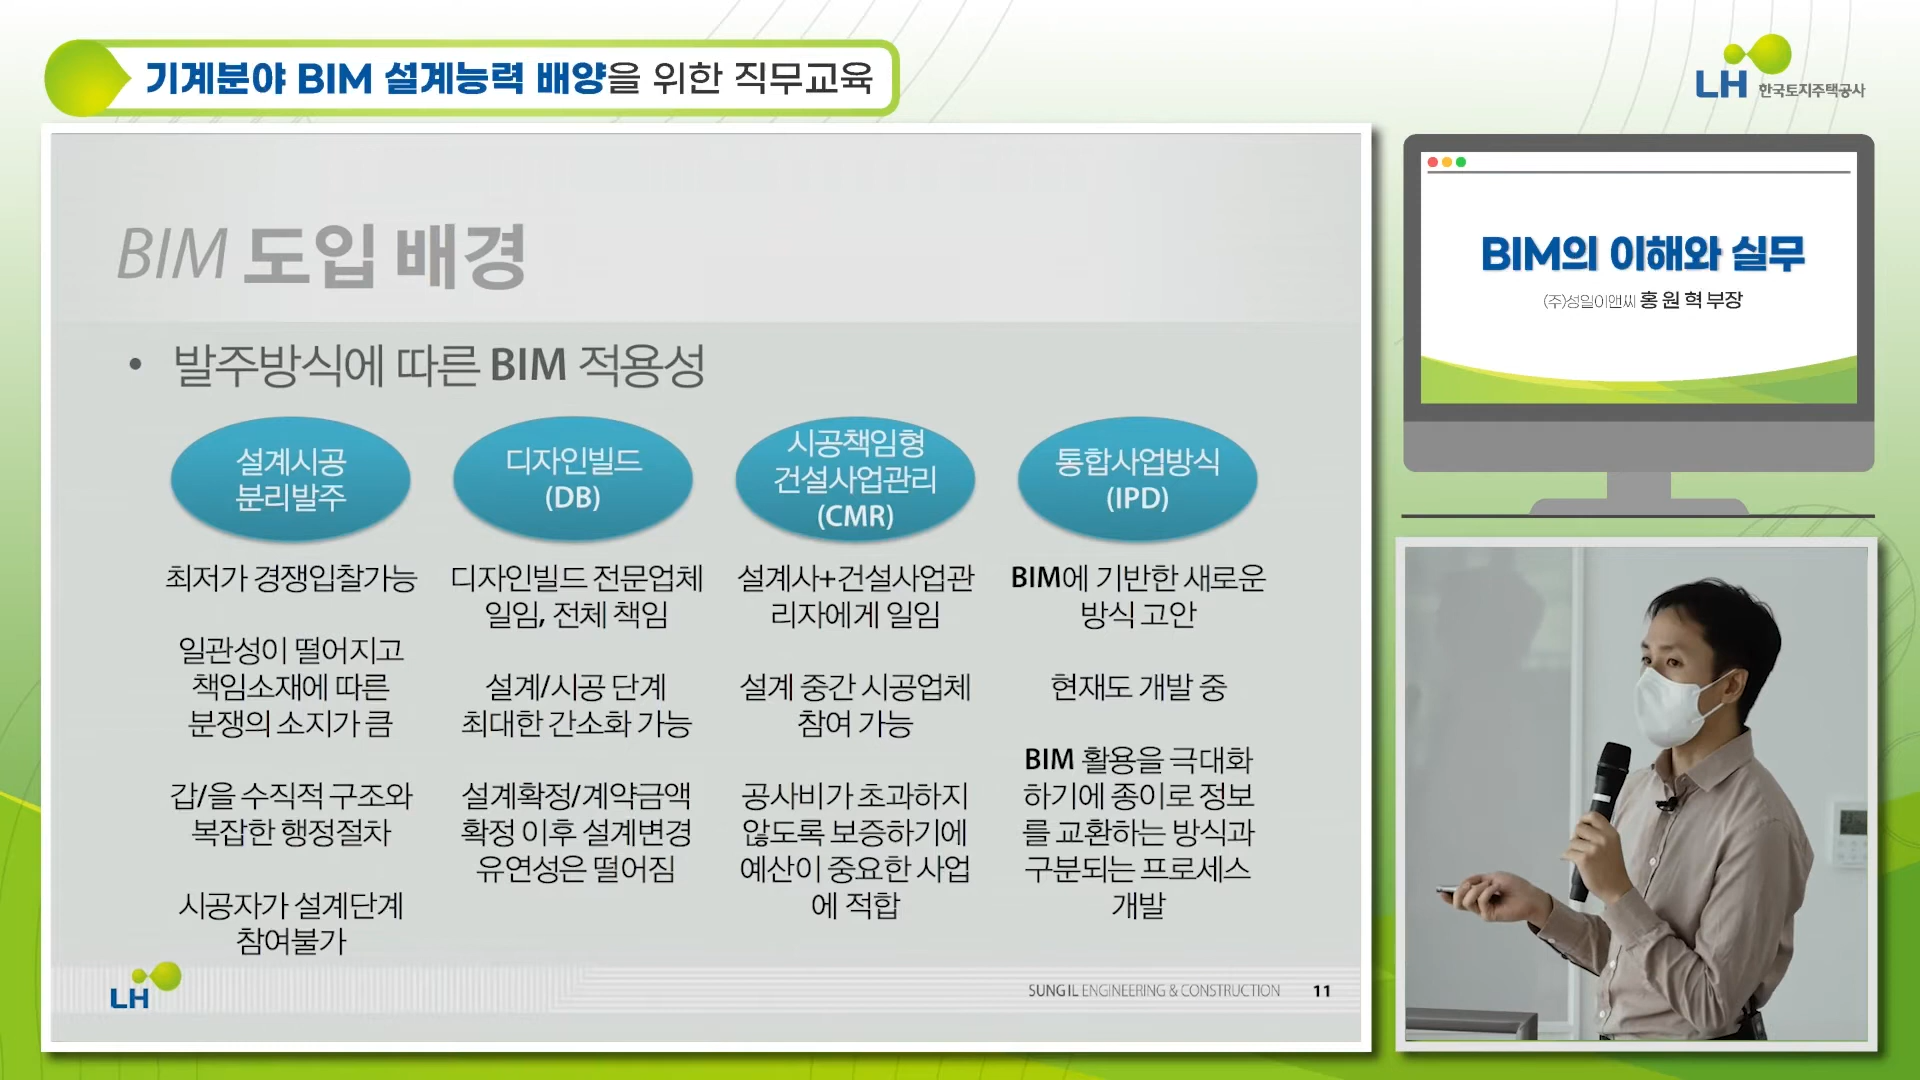 기계분야 BIM 설계능력 배양을 위한 직무교육
LH 한국토지주택공사
BIM 도입 배경
• 발주방식에 따른 BIM 적용성
설계시공
분리발주
최저가 경쟁입찰가능
일관성이 떨어지고
책임소재에 따른
분쟁의 소지가 큼
갑/을 수직적 구조와
복잡한 행정절차
시공자가 설계단계
참여불가
디자인빌드
(DB)
디자인빌드 전문업체
일임, 전체 책임
설계/시공 단계
최대한 간소화 가능
설계확정/계약금액
확정 이후 설계변경
유연성은 떨어짐
시공책임형
건설사업관리
(CMR)
설계사+건설사업관
리자에게 일임
설계 중간 시공업체
참여 가능
공사비가 초과하지
않도록 보증하기에
예산이 중요한 사업
에 적합
통합사업방식
(IPD)
BIM에 기반한 새로운
방식 고안
현재도 개발 중
BIM 활용을 극대화
하기에 종이로 정보
를 교환하는 방식과
구분되는 프로세스
개발
LH
SUNG IL ENGINEERING & CONSTRUCTION 11
BIM의 이해와 실무
(주)성일이앤씨 홍원혁 부장